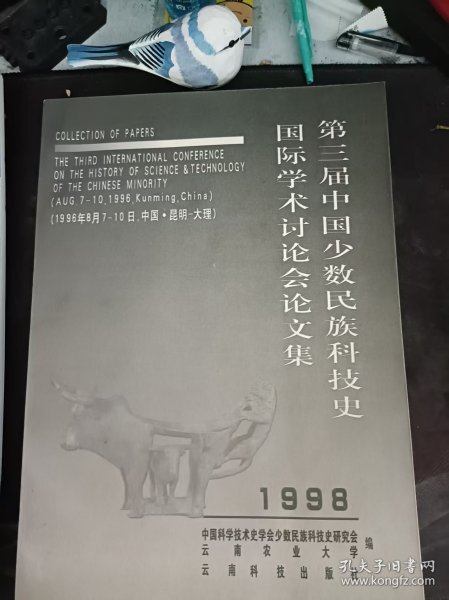 COLLECTION OF PAPERS
THE THIRD INTERNATIONAL CONFERENCE
ON THE HISTORY OF SCIENCE & TECHNOLOGY
OF THE CHINESE MINORITY
(AUG 7-10,1996,Kunming,China)
(1996年8月7-10日,中国·昆明-大理)
第三届中国少数民族科技史
国际学术讨论会论文集
1998
中国科学技术史学会少数民族科技史研究会
云南农业大学
云南科技出版社
编
孔夫子旧书网
www.kongfz.com